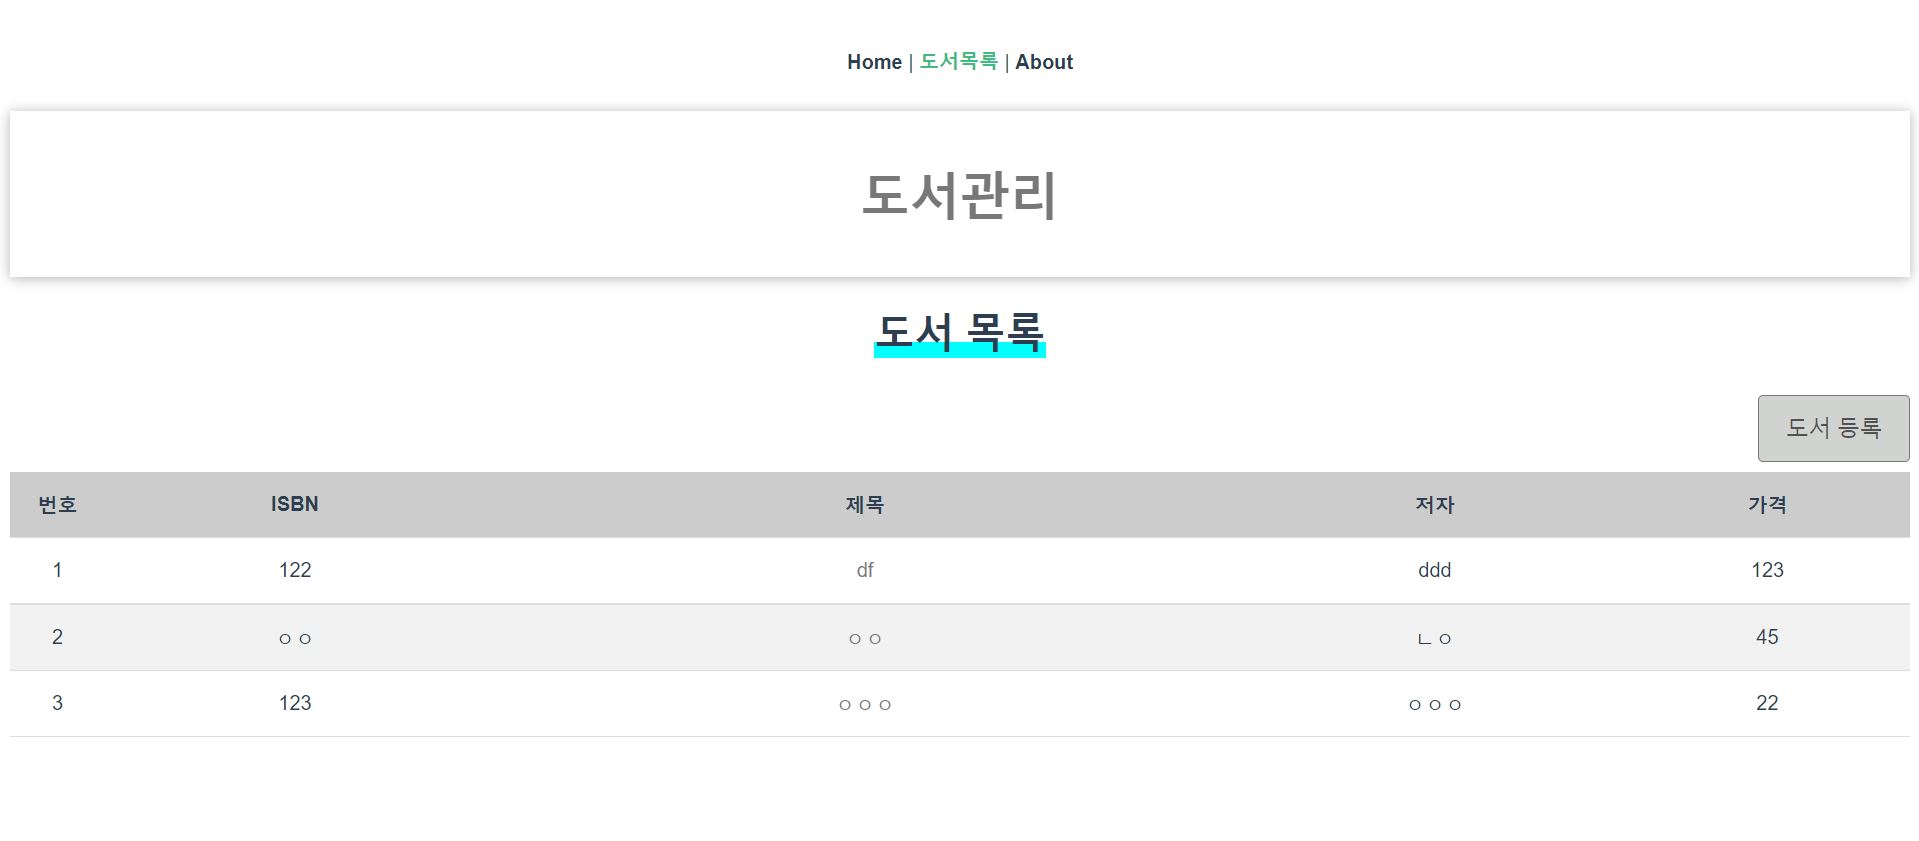 Home | 도서목록 | About
도서관리
도서 목록
도서 등록
번호 ISBN 제목 저자 가격
1 122 df ddd 123
2 ㅇㅇ ㅇㅇ ㄴㅇ 45
3 123 ㅇㅇㅇ ㅇㅇㅇ 22